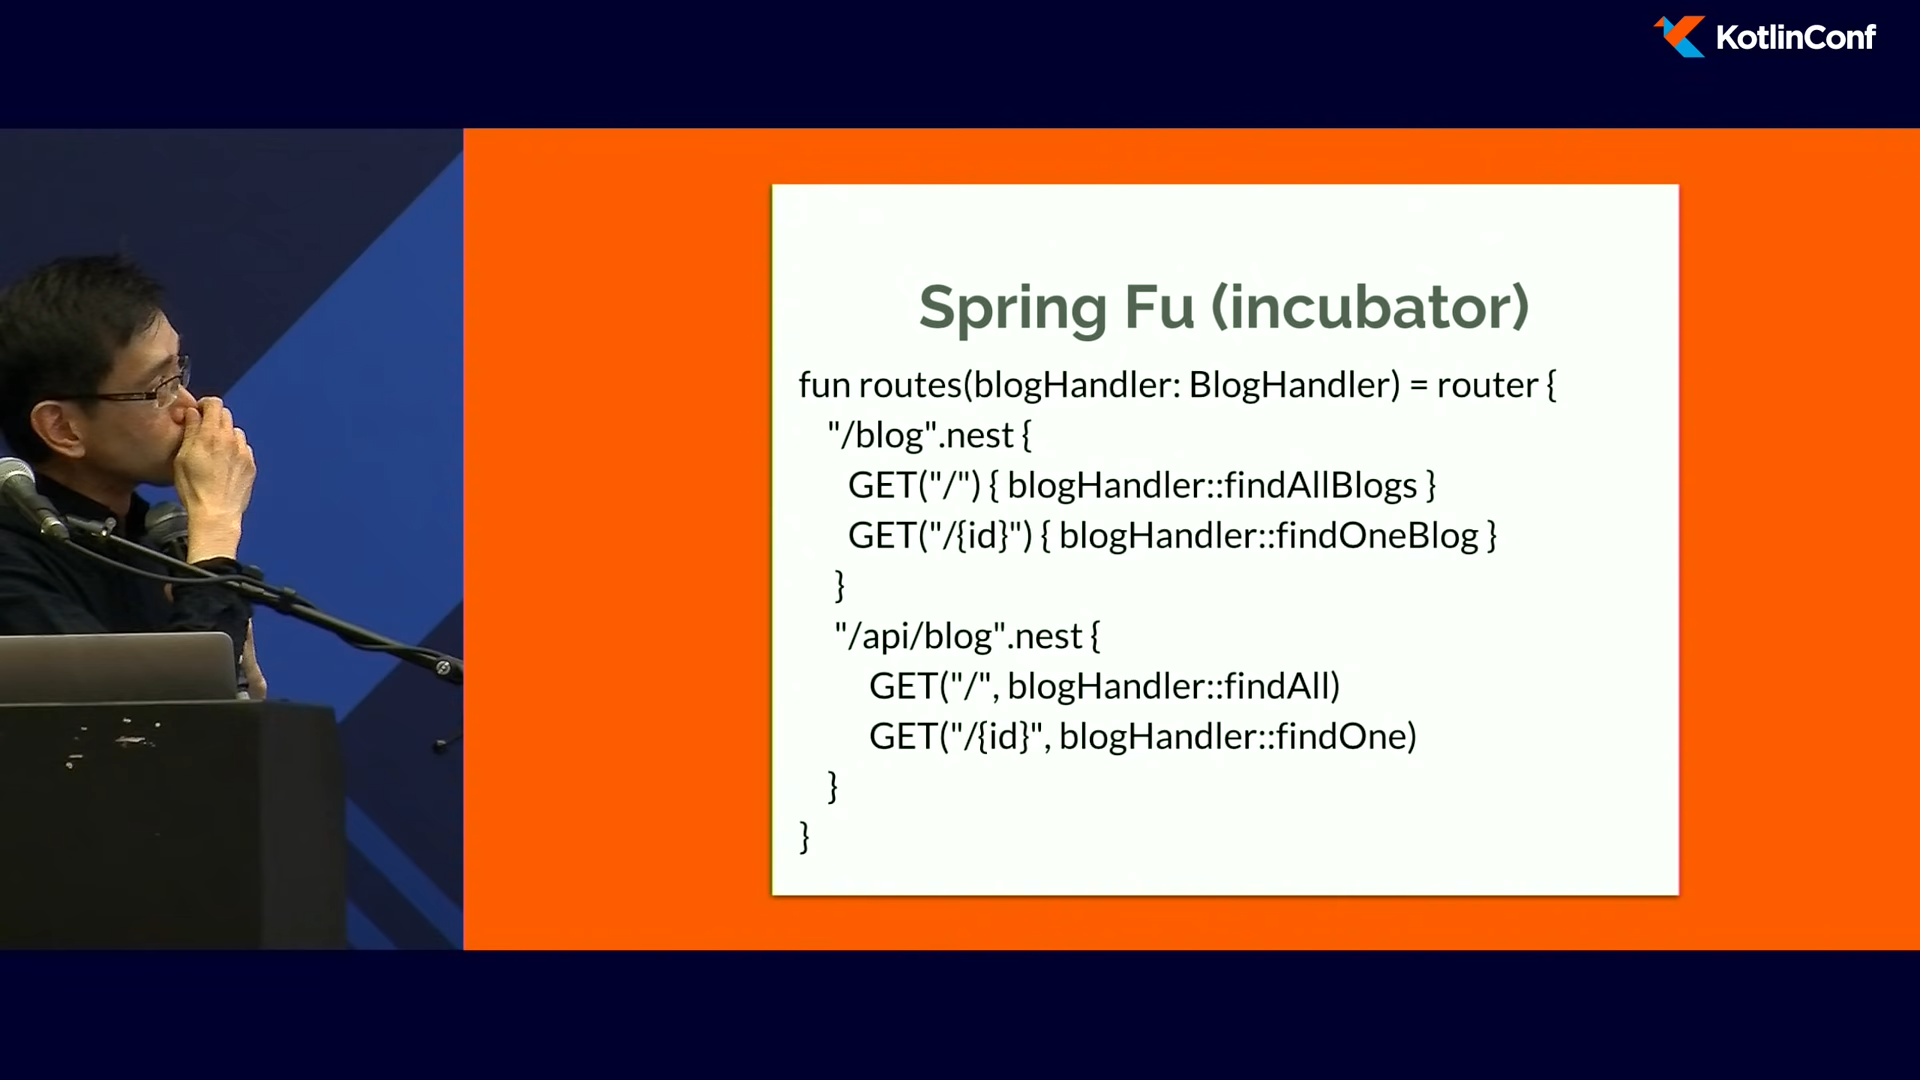 KotlinConf
Spring Fu (incubator)
fun routes(blogHandler: BlogHandler) = router {
"/blog".nest {
GET("/") { blogHandler::findAllBlogs }
GET("/{id}") { blogHandler::findOneBlog }
}
"/api/blog".nest {
GET("/", blogHandler::findAll)
GET("/{id}", blogHandler::findOne)
}
}